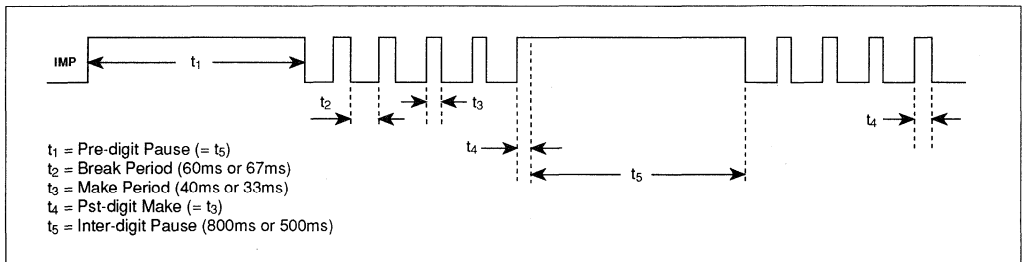 IMP
t1
t2
t3
t4
t5
t4
t1 = Pre-digit Pause (= t5)
t2 = Break Period (60ms or 67ms)
t3 = Make Period (40ms or 33ms)
t4 = Pst-digit Make (= t3)
t5 = Inter-digit Pause (800ms or 500ms)